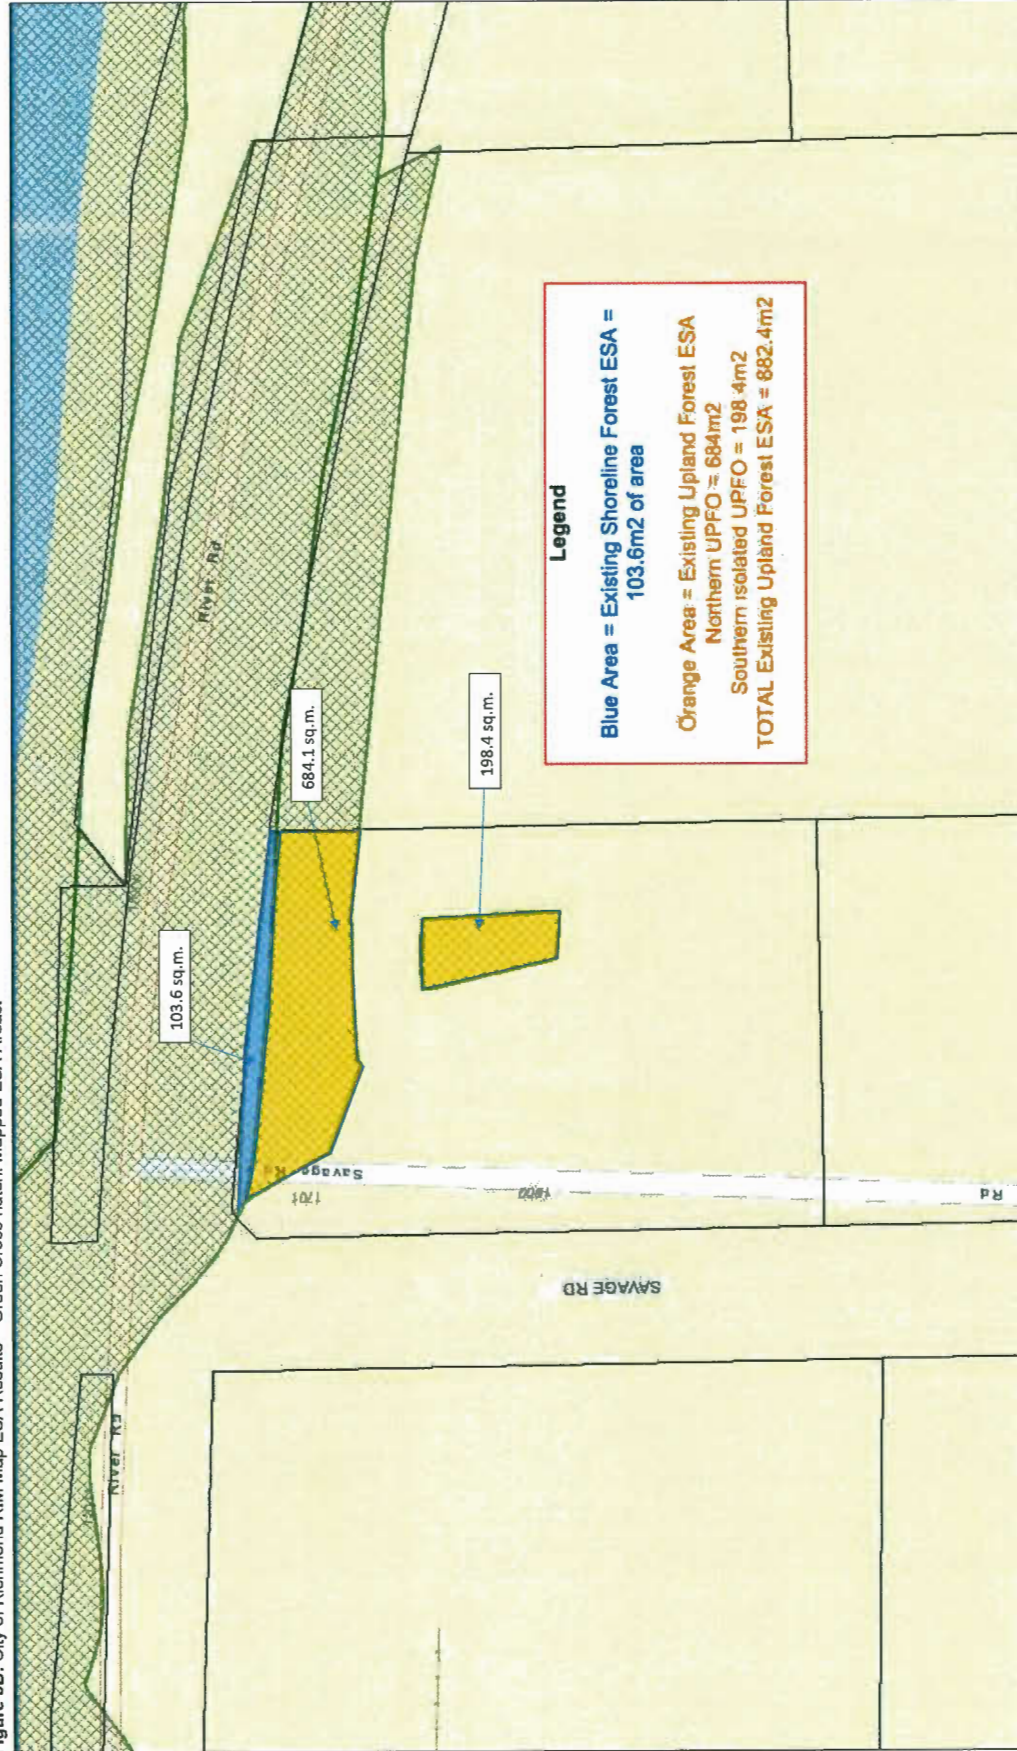 River Rd
River Rd
103.6 sq.m.
684.1 sq.m.
198.4 sq.m.
Savage Rd
1701
SAVAGE RD
Rd
Legend
Blue Area = Existing Shoreline Forest ESA =
103.6m2 of area
Orange Area = Existing Upland Forest ESA
Northern UPFO = 684m2
Southern isolated UPFO = 198.4m2
TOTAL Existing Upland Forest ESA = 882.4m2